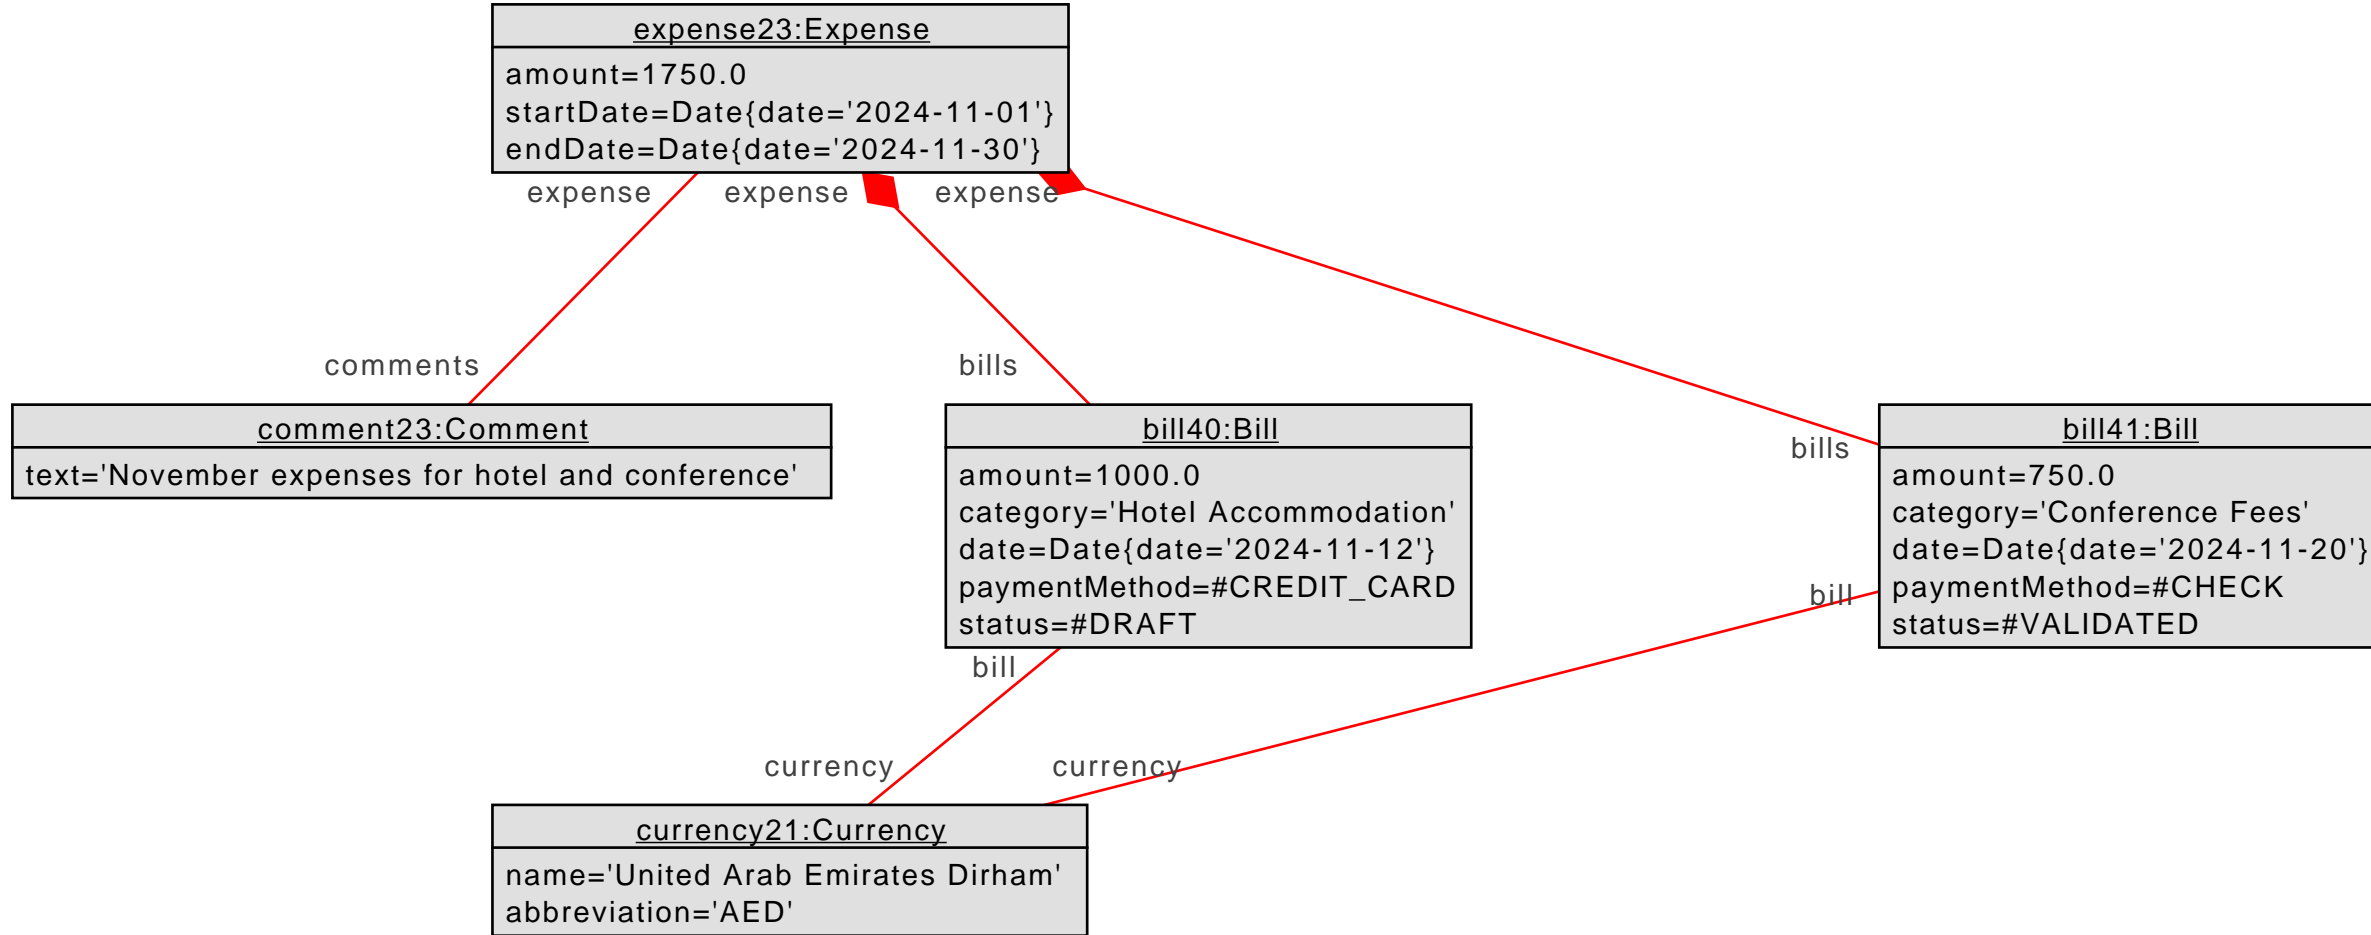 expense23:Expense
amount=1750.0
startDate=Date{date='2024-11-01'}
endDate=Date{date='2024-11-30'}
expense
expense
expense
comments
bills
bills
comment23:Comment
text='November expenses for hotel and conference'
bill40:Bill
amount=1000.0
category='Hotel Accommodation'
date=Date{date='2024-11-12'}
paymentMethod=#CREDIT_CARD
status=#DRAFT
bill41:Bill
amount=750.0
category='Conference Fees'
date=Date{date='2024-11-20'}
paymentMethod=#CHECK
status=#VALIDATED
bill
bill
currency
currency
currency21:Currency
name='United Arab Emirates Dirham'
abbreviation='AED'